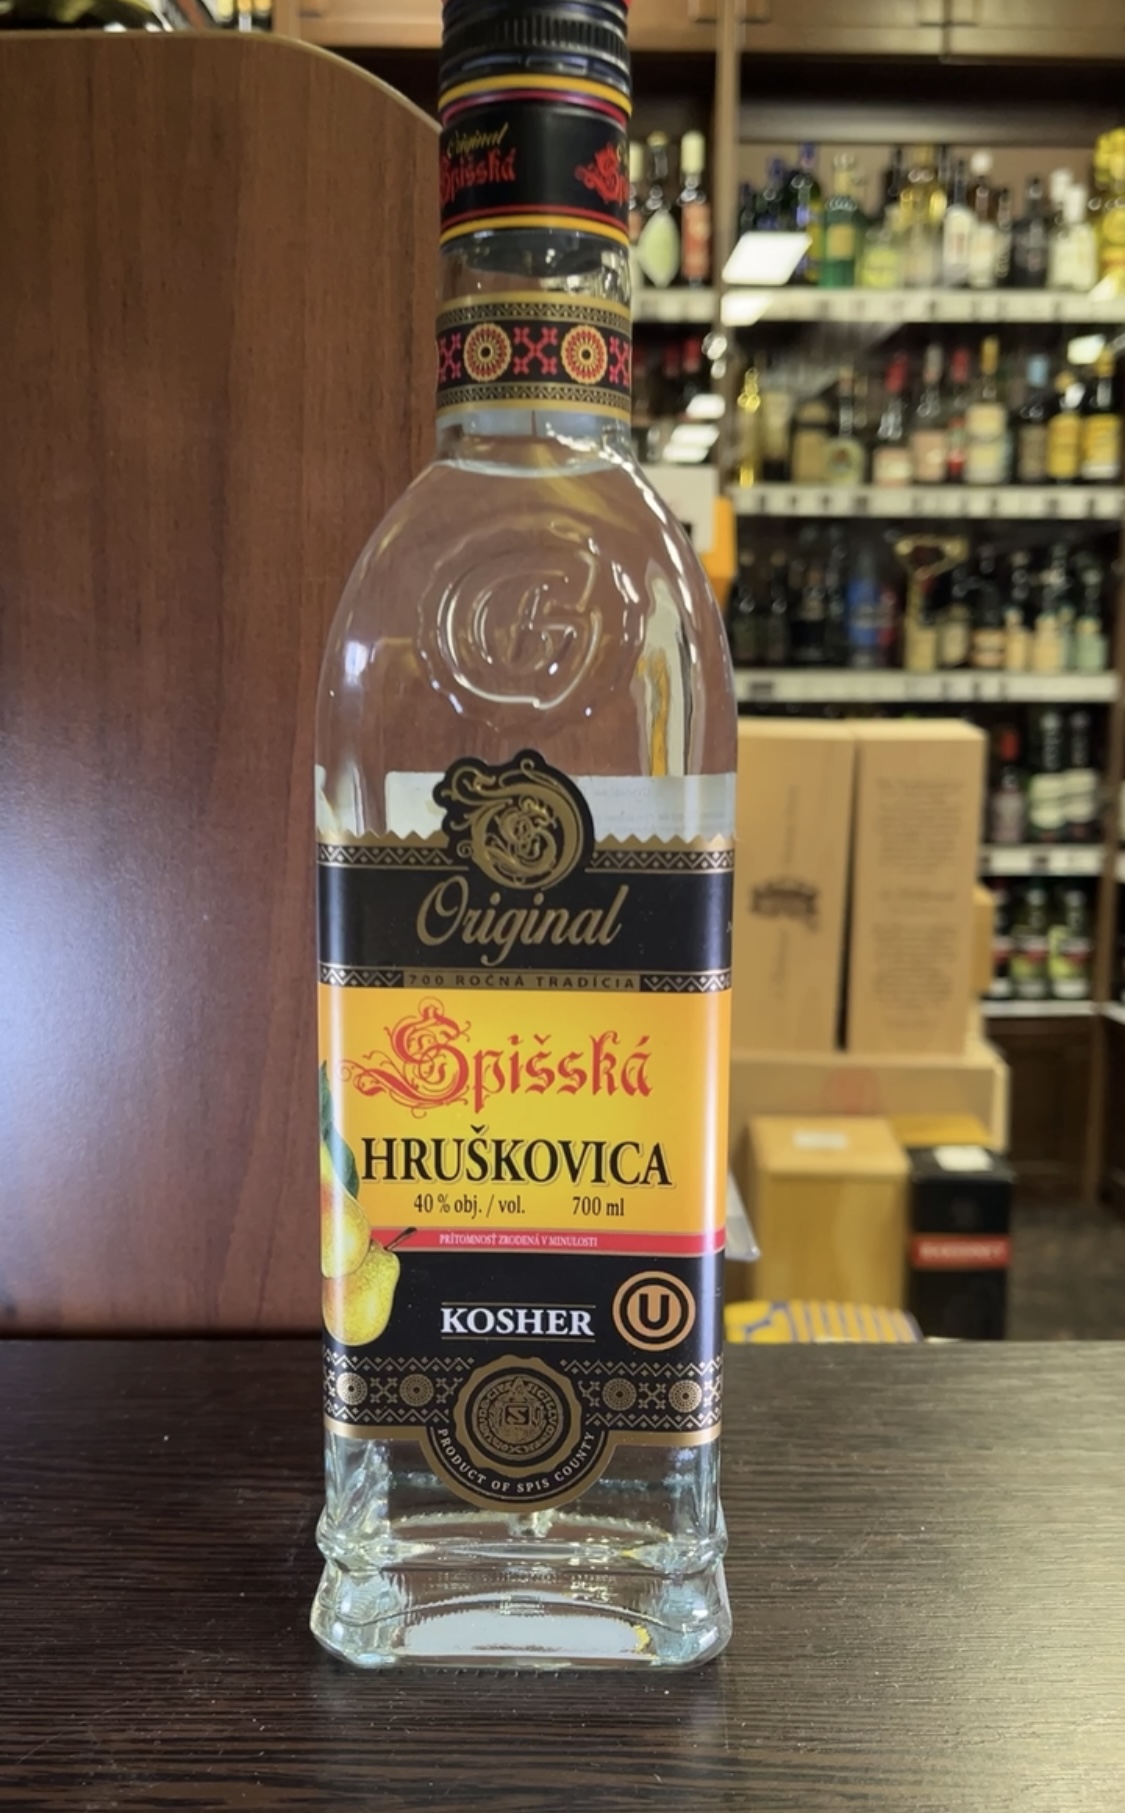 Original
Spišská
Original
700 ROČNÁ TRADÍCIA
Spišská
HRUŠKOVICA
40 % obj. / vol. 700 ml
PRÍTOMNOSŤ ZRODENÁ V MINULOSTI
KOSHER U
PRODUCT OF SPIS COUNTY